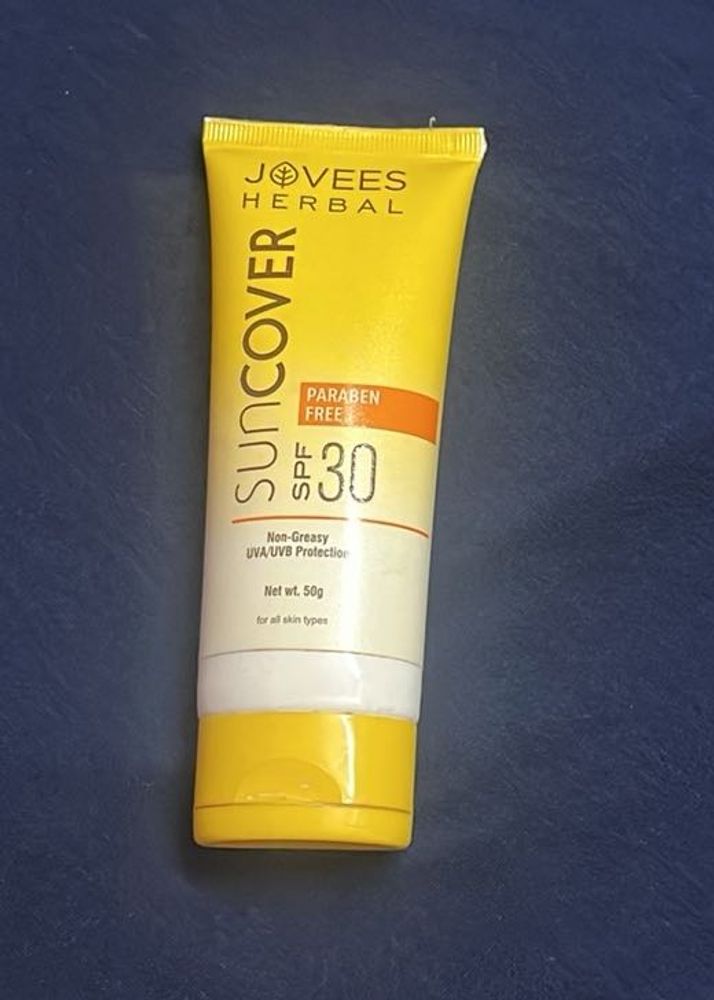 JOVEES
HERBAL
SUNCOVER
PARABEN
FREE
SPF 30
Non-Greasy
UVA/UVB Protection
Net wt. 50g
for all skin types